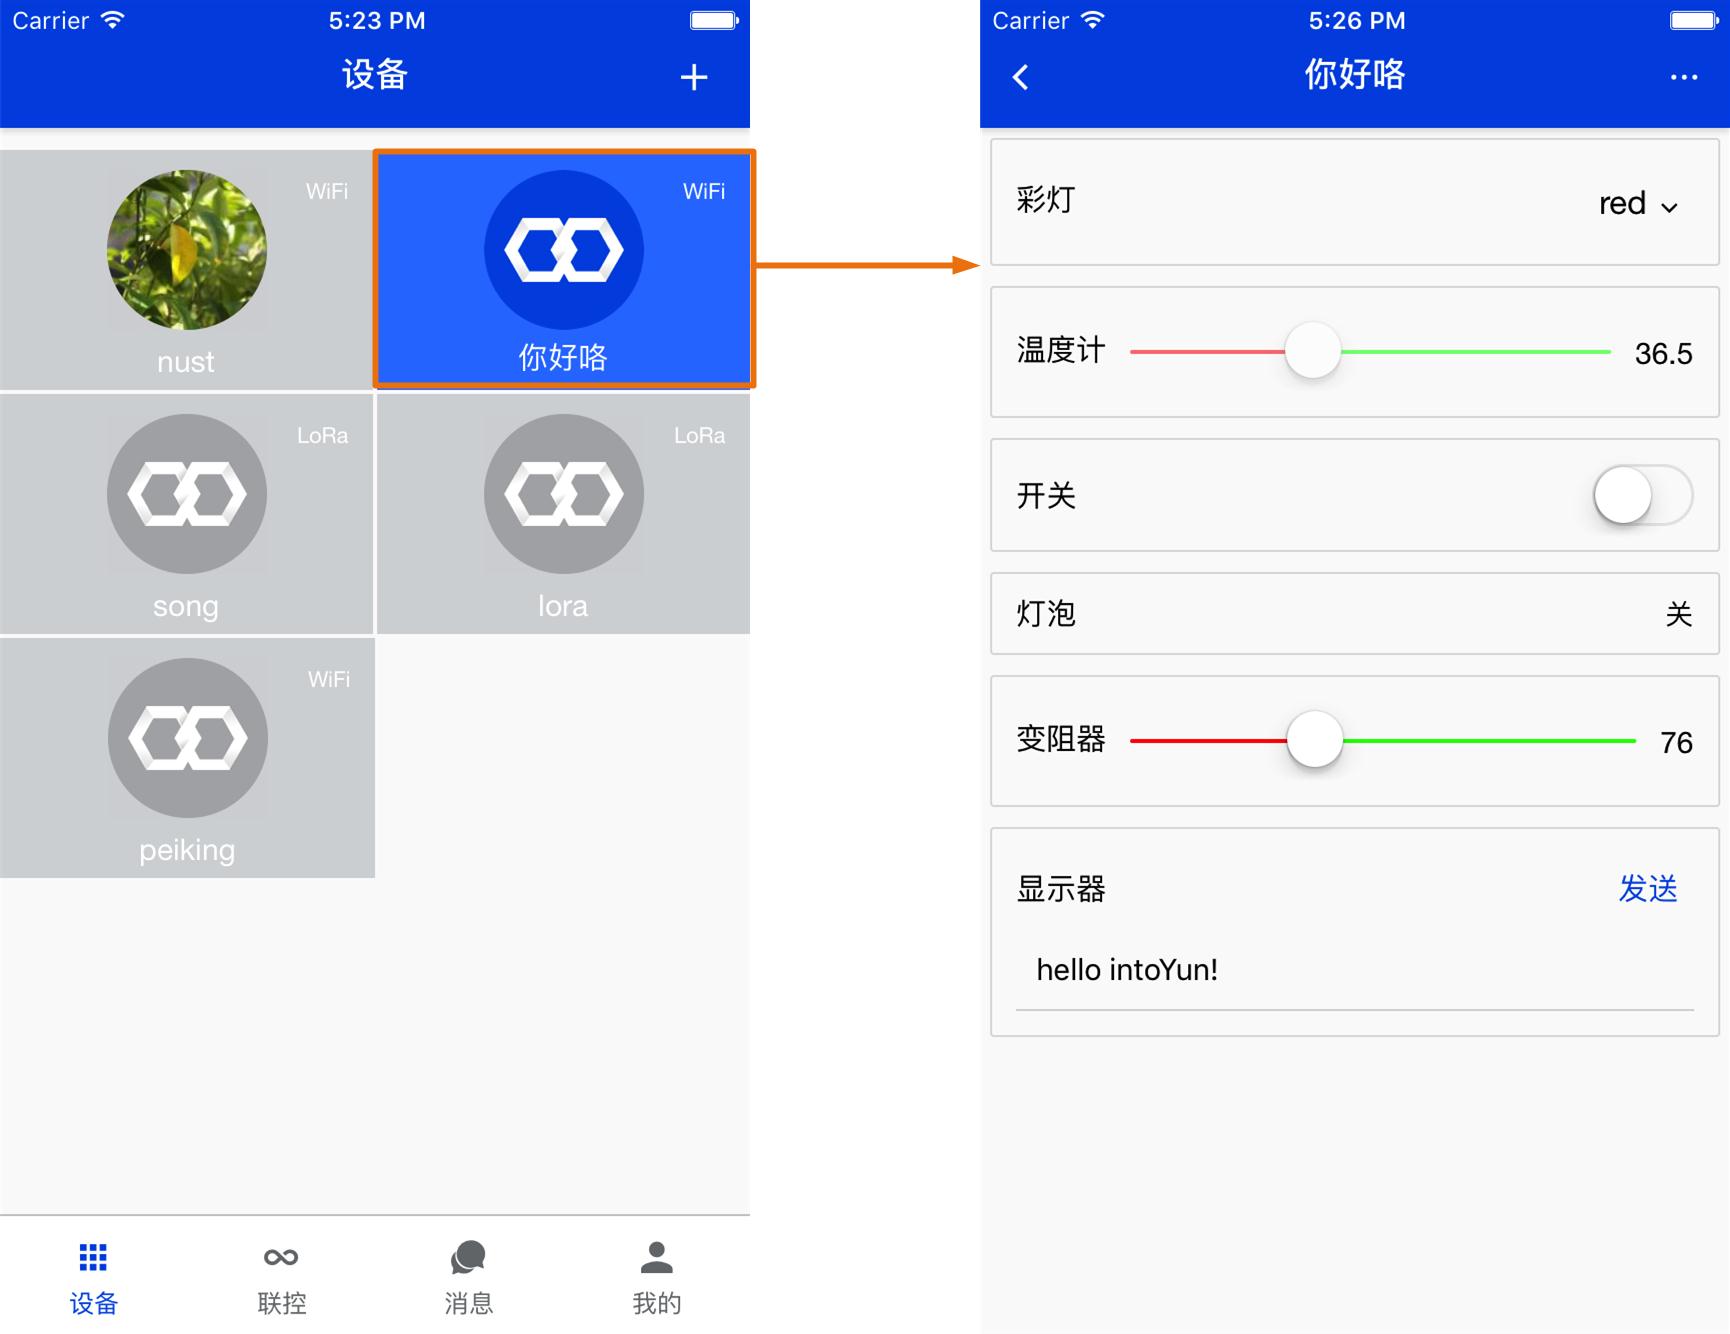 Carrier 5:23 PM
设备
WiFi
nust
WiFi
你好咯
LoRa
song
LoRa
lora
WiFi
peiking
设备
联控
消息
我的
Carrier 5:26 PM
你好咯
彩灯 red
温度计 36.5
开关
灯泡 关
变阻器 76
显示器 发送
hello intoYun!